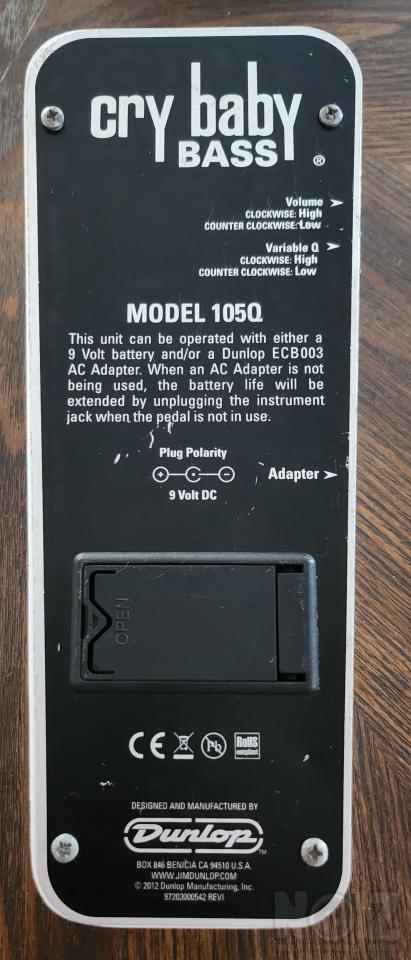 cry baby
BASS ®
Volume ➤
CLOCKWISE: High
COUNTER CLOCKWISE: Low
Variable Q ➤
CLOCKWISE: High
COUNTER CLOCKWISE: Low
MODEL 105Q
This unit can be operated with either a
9 Volt battery and/or a Dunlop ECB003
AC Adapter. When an AC Adapter is not
being used, the battery life will be
extended by unplugging the instrument
jack when the pedal is not in use.
Plug Polarity
+ C -
9 Volt DC
Adapter ➤
OPEN
CE Pb RoHS
compliant
DESIGNED AND MANUFACTURED BY
Dunlop™
BOX 846 BENICIA CA 94510 U.S.A.
WWW.JIMDUNLOP.COM
© 2012 Dunlop Manufacturing, Inc.
97203000542 REVI
NOIZ